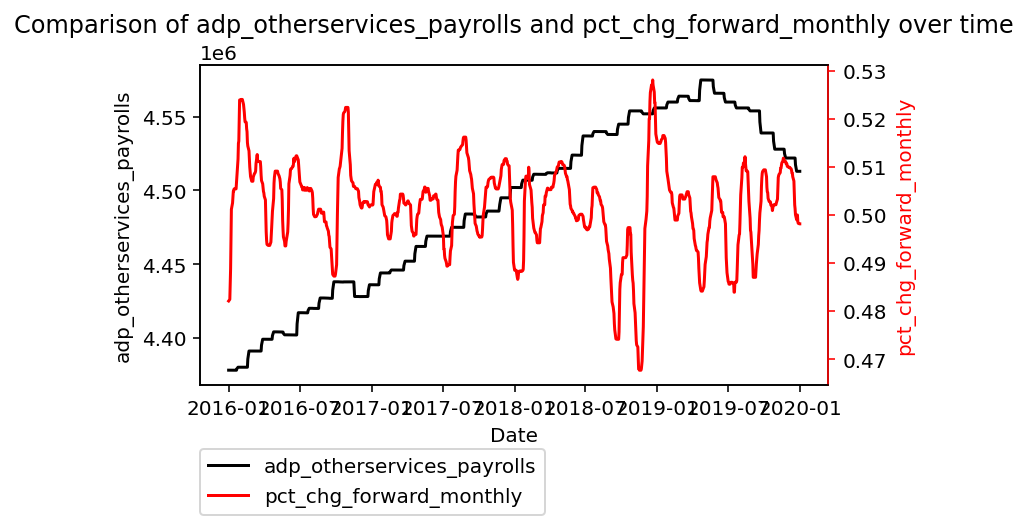 Comparison of adp_otherservices_payrolls and pct_chg_forward_monthly over time
1e6
adp_otherservices_payrolls
4.55
4.50
4.45
4.40
0.53
0.52
0.51
0.50
0.49
0.48
0.47
pct_chg_forward_monthly
2016-01 2016-07 2017-01 2017-07 2018-01 2018-07 2019-01 2019-07 2020-01
Date
adp_otherservices_payrolls
pct_chg_forward_monthly